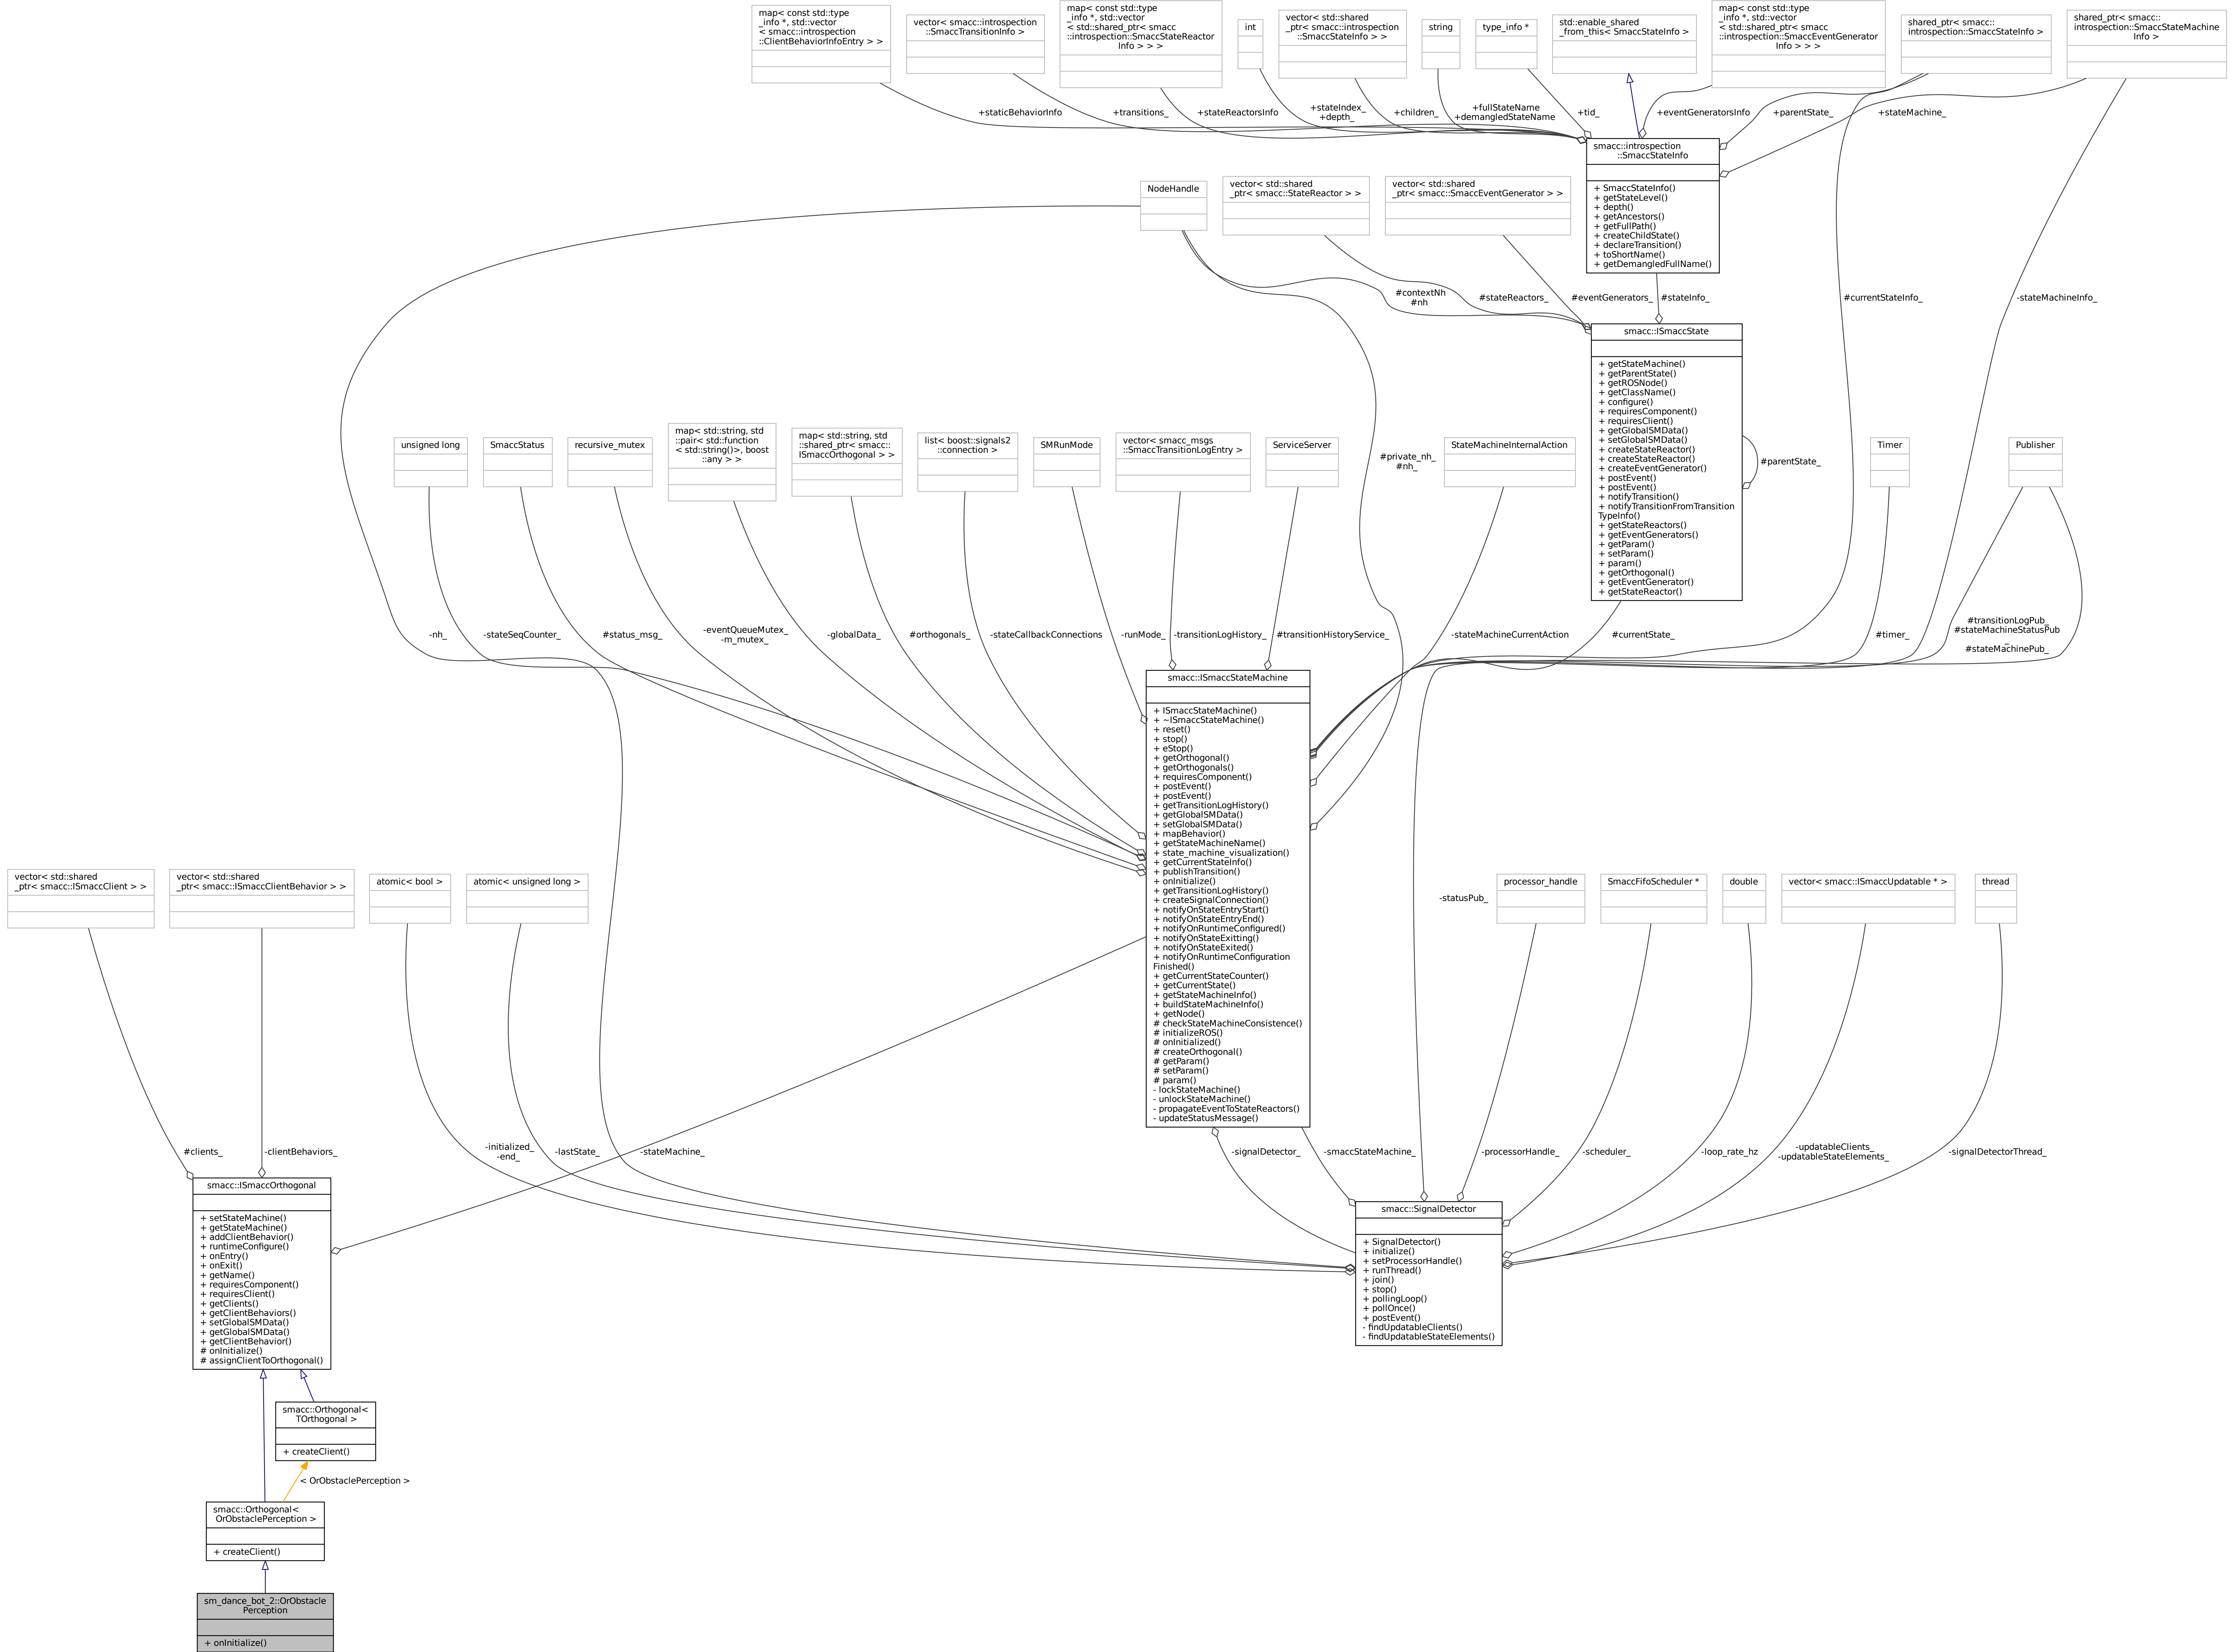 map< const std::type
_info *, std::vector
< smacc::introspection
::ClientBehaviorInfoEntry > >
vector< smacc::introspection
::SmaccTransitionInfo >
map< const std::type
_info *, std::vector
< std::shared_ptr< smacc
::introspection::SmaccStateReactor
Info > > >
int
vector< std::shared
_ptr< smacc::introspection
::SmaccStateInfo > >
string
type_info *
std::enable_shared
_from_this< SmaccStateInfo >
map< const std::type
_info *, std::vector
< std::shared_ptr< smacc
::introspection::SmaccEventGenerator
Info > > >
shared_ptr< smacc::
introspection::SmaccStateInfo >
shared_ptr< smacc::
introspection::SmaccStateMachine
Info >
+staticBehaviorInfo
+transitions_
+stateReactorsInfo
+stateIndex_
+depth_
+children_
+fullStateName
+demangledStateName
+tid_
+eventGeneratorsInfo
+parentState_
+stateMachine_
smacc::introspection
::SmaccStateInfo
+ SmaccStateInfo()
+ getStateLevel()
+ depth()
+ getAncestors()
+ getFullPath()
+ createChildState()
+ declareTransition()
+ toShortName()
+ getDemangledFullName()
NodeHandle
vector< std::shared
_ptr< smacc::StateReactor > >
vector< std::shared
_ptr< smacc::SmaccEventGenerator > >
#contextNh
#nh
#stateReactors_
#eventGenerators_
#stateInfo_
#currentStateInfo_
-stateMachineInfo_
smacc::ISmaccState
+ getStateMachine()
+ getParentState()
+ getROSNode()
+ getClassName()
+ configure()
+ requiresComponent()
+ requiresClient()
+ getGlobalSMData()
+ setGlobalSMData()
+ createStateReactor()
+ createStateReactor()
+ createEventGenerator()
+ postEvent()
+ postEvent()
+ notifyTransition()
+ notifyTransitionFromTransition
TypeInfo()
+ getStateReactors()
+ getEventGenerators()
+ getParam()
+ setParam()
+ param()
+ getOrthogonal()
+ getEventGenerator()
+ getStateReactor()
#parentState_
unsigned long
SmaccStatus
recursive_mutex
map< std::string, std
::pair< std::function
< std::string()>, boost
::any > >
map< std::string, std
::shared_ptr< smacc::
ISmaccOrthogonal > >
list< boost::signals2
::connection >
SMRunMode
vector< smacc_msgs
::SmaccTransitionLogEntry >
ServiceServer
#private_nh_
#nh_
StateMachineInternalAction
Timer
Publisher
-nh_
-stateSeqCounter_
#status_msg_
-eventQueueMutex_
-m_mutex_
-globalData_
#orthogonals_
-stateCallbackConnections
-runMode_
-transitionLogHistory_
#transitionHistoryService_
-stateMachineCurrentAction
#currentState_
#timer_
#transitionLogPub_
#stateMachineStatusPub
_
#stateMachinePub_
smacc::ISmaccStateMachine
+ ISmaccStateMachine()
+ ~ISmaccStateMachine()
+ reset()
+ stop()
+ eStop()
+ getOrthogonal()
+ getOrthogonals()
+ requiresComponent()
+ postEvent()
+ postEvent()
+ getTransitionLogHistory()
+ getGlobalSMData()
+ setGlobalSMData()
+ mapBehavior()
+ getStateMachineName()
+ state_machine_visualization()
+ getCurrentStateInfo()
+ publishTransition()
+ onInitialize()
+ getTransitionLogHistory()
+ createSignalConnection()
+ notifyOnStateEntryStart()
+ notifyOnStateEntryEnd()
+ notifyOnRuntimeConfigured()
+ notifyOnStateExitting()
+ notifyOnStateExited()
+ notifyOnRuntimeConfiguration
Finished()
+ getCurrentStateCounter()
+ getCurrentState()
+ getStateMachineInfo()
+ buildStateMachineInfo()
+ getNode()
# checkStateMachineConsistence()
# initializeROS()
# onInitialized()
# createOrthogonal()
# getParam()
# setParam()
# param()
- lockStateMachine()
- unlockStateMachine()
- propagateEventToStateReactors()
- updateStatusMessage()
vector< std::shared
_ptr< smacc::ISmaccClient > >
vector< std::shared
_ptr< smacc::ISmaccClientBehavior > >
atomic< bool >
atomic< unsigned long >
-statusPub_
processor_handle
SmaccFifoScheduler *
double
vector< smacc::ISmaccUpdatable * >
thread
#clients_
-clientBehaviors_
-initialized_
-end_
-lastState_
-stateMachine_
-signalDetector_
-smaccStateMachine_
-processorHandle_
-scheduler_
-loop_rate_hz
-updatableClients_
-updatableStateElements_
-signalDetectorThread_
smacc::ISmaccOrthogonal
+ setStateMachine()
+ getStateMachine()
+ addClientBehavior()
+ runtimeConfigure()
+ onEntry()
+ onExit()
+ getName()
+ requiresComponent()
+ requiresClient()
+ getClients()
+ getClientBehaviors()
+ setGlobalSMData()
+ getGlobalSMData()
+ getClientBehavior()
# onInitialize()
# assignClientToOrthogonal()
smacc::SignalDetector
+ SignalDetector()
+ initialize()
+ setProcessorHandle()
+ runThread()
+ join()
+ stop()
+ pollingLoop()
+ pollOnce()
+ postEvent()
- findUpdatableClients()
- findUpdatableStateElements()
smacc::Orthogonal<
TOrthogonal >
+ createClient()
< OrObstaclePerception >
smacc::Orthogonal<
OrObstaclePerception >
+ createClient()
sm_dance_bot_2::OrObstacle
Perception
+ onInitialize()